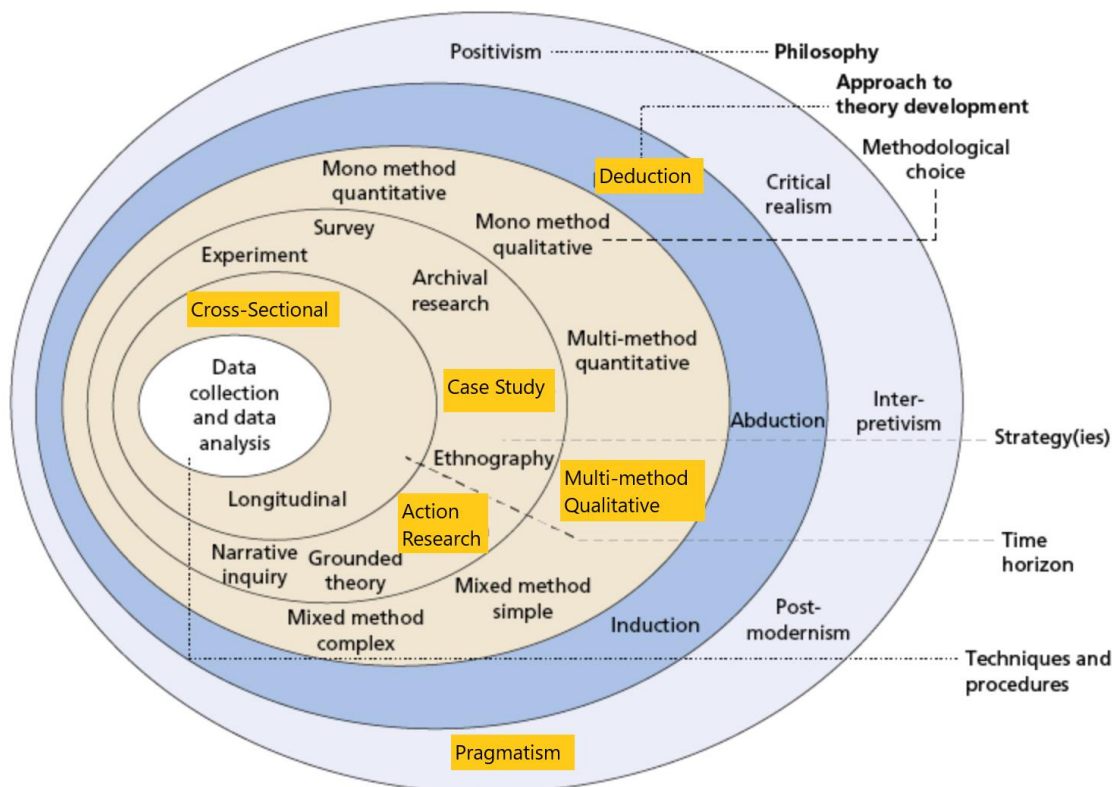 Positivism
Philosophy
Approach to
theory development
Methodological
choice
Mono method
quantitative
Deduction
Critical
realism
Mono method
qualitative
Survey
Experiment
Archival
research
Cross-Sectional
Multi-method
quantitative
Data
collection
and data
analysis
Case Study
Abduction
Inter-
pretivism
Strategy(ies)
Ethnography
Multi-method
Qualitative
Longitudinal
Action
Research
Time
horizon
Narrative
inquiry
Grounded
theory
Mixed method
simple
Mixed method
complex
Induction
Post-
modernism
Techniques and
procedures
Pragmatism